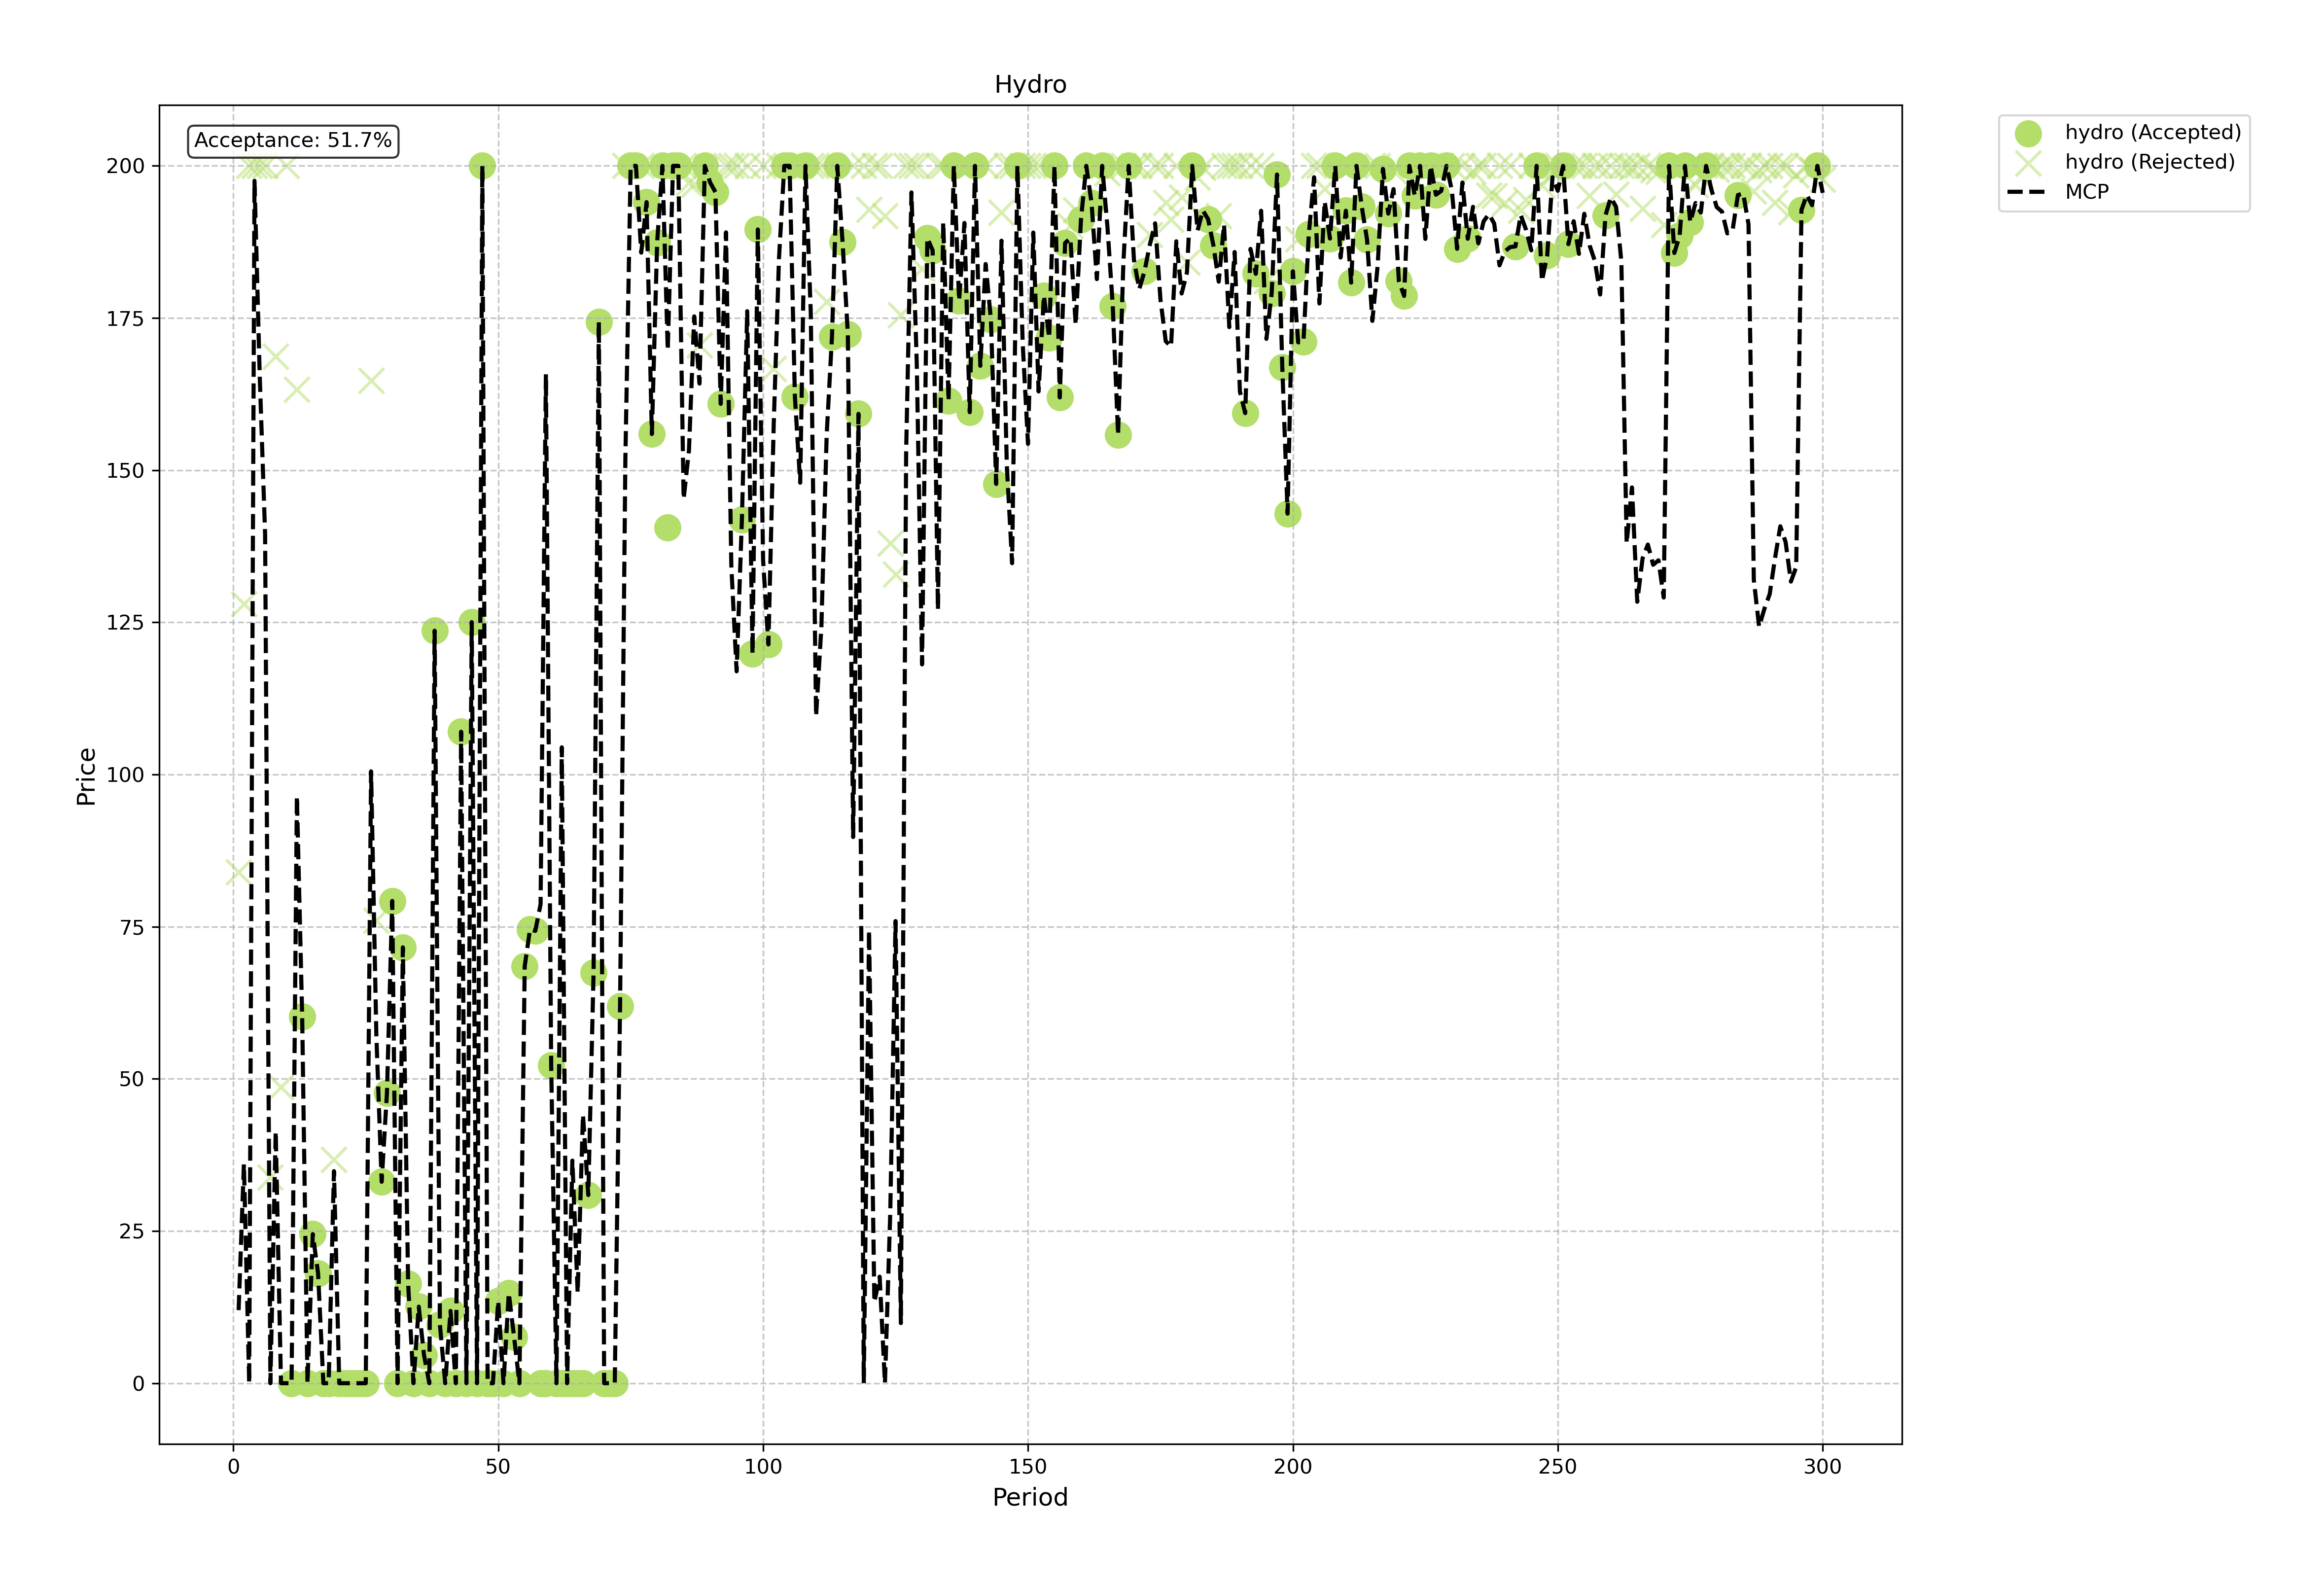 Hydro
Acceptance: 51.7%
hydro (Accepted)
hydro (Rejected)
MCP
200
175
150
125
100
75
50
25
0
Price
0 50 100 150 200 250 300
Period